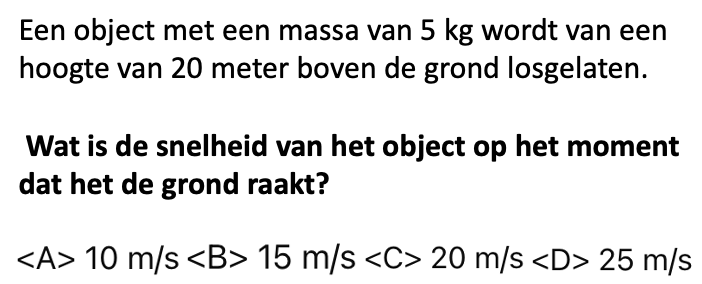 Een object met een massa van 5 kg wordt van een
hoogte van 20 meter boven de grond losgelaten.
Wat is de snelheid van het object op het moment
dat het de grond raakt?
<A> 10 m/s <B> 15 m/s <C> 20 m/s <D> 25 m/s